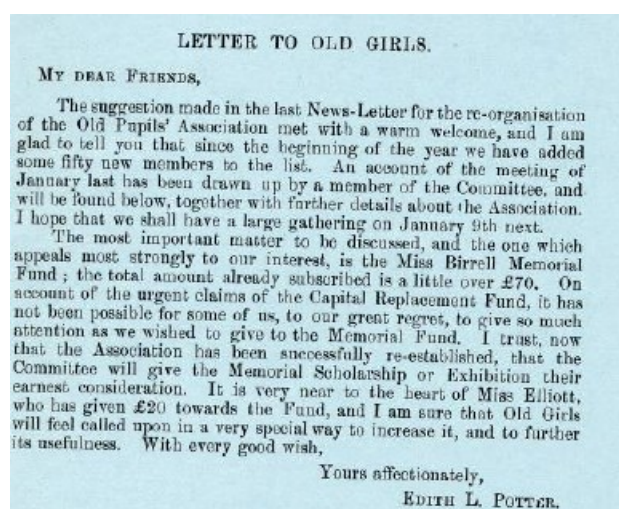 LETTER TO OLD GIRLS.
MY DEAR FRIENDS,
The suggestion made in the last News-Letter for the re-organisation
of the Old Pupils' Association met with a warm welcome, and I am
glad to tell you that since the beginning of the year we have added
some fifty new members to the list. An account of the meeting of
January last has been drawn up by a member of the Committee, and
will be found below, together with further details about the Association.
I hope that we shall have a large gathering on January 9th next.
The most important matter to be discussed, and the one which
appeals most strongly to our interest, is the Miss Birrell Memorial
Fund ; the total amount already subscribed is a little over £70. On
account of the urgent claims of the Capital Replacement Fund, it has
not been possible for some of us, to our great regret, to give so much
attention as we wished to give to the Memorial Fund. I trust, now
that the Association has been successfully re-established, that the
Committee will give the Memorial Scholarship or Exhibition their
earnest consideration. It is very near to the heart of Miss Elliott,
who has given £20 towards the Fund, and I am sure that Old Girls
will feel called upon in a very special way to increase it, and to further
its usefulness. With every good wish,
Yours affectionately,
EDITH L. POTTER.